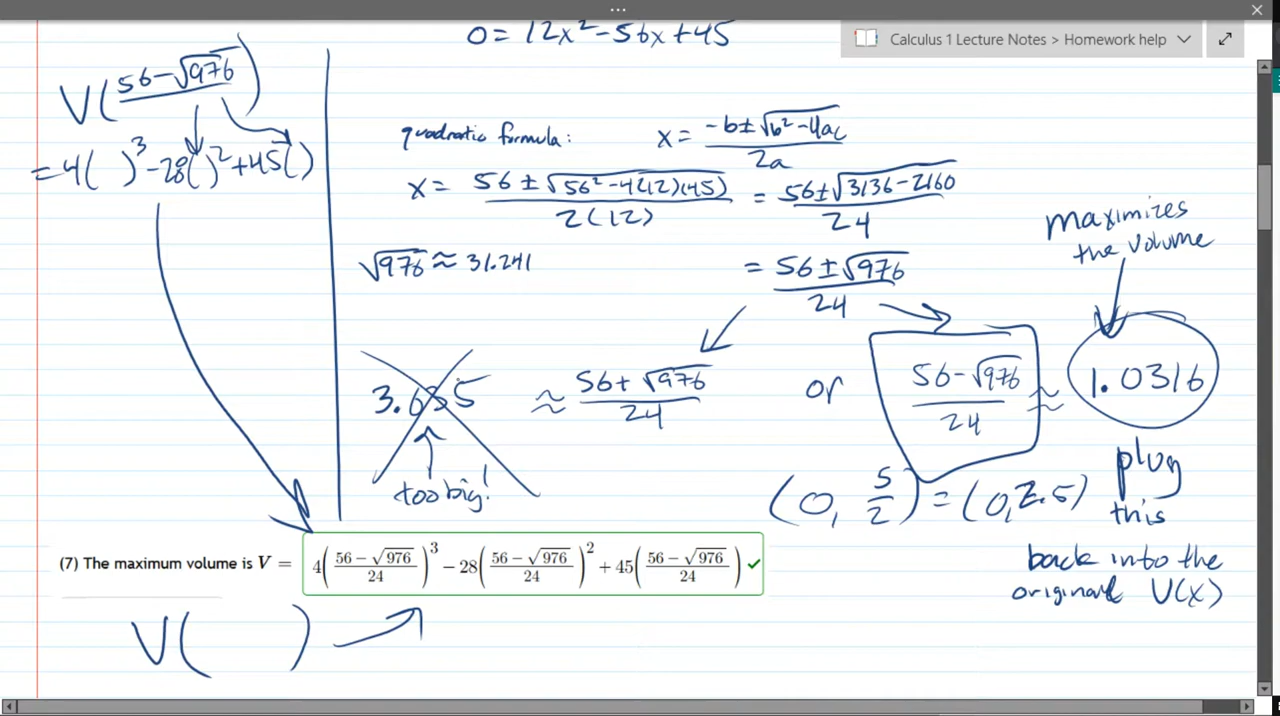 0 = 12x² - 56x + 45
Calculus 1 Lecture Notes > Homework help
V(56-√976 / )
= 4( )³ - 28( )² + 45( )
quadratic formula: x = -b±√b²-4ac / 2a
x = 56 ± √56²-4(12)(45) / 2(12) = 56±√3136-2160 / 24
√976 ≈ 31.241
= 56±√976 / 24
maximizes
the volume
3.635 ≈ 56+√976 / 24 or 56-√976 / 24 ≈ 1.0316
too big!
(0, 5/2) = (0, 2.5)
plug
this
back into the
original V(x)
(7) The maximum volume is V = 4(56-√976 / 24)³ - 28(56-√976 / 24)² + 45(56-√976 / 24) ✔
V( )